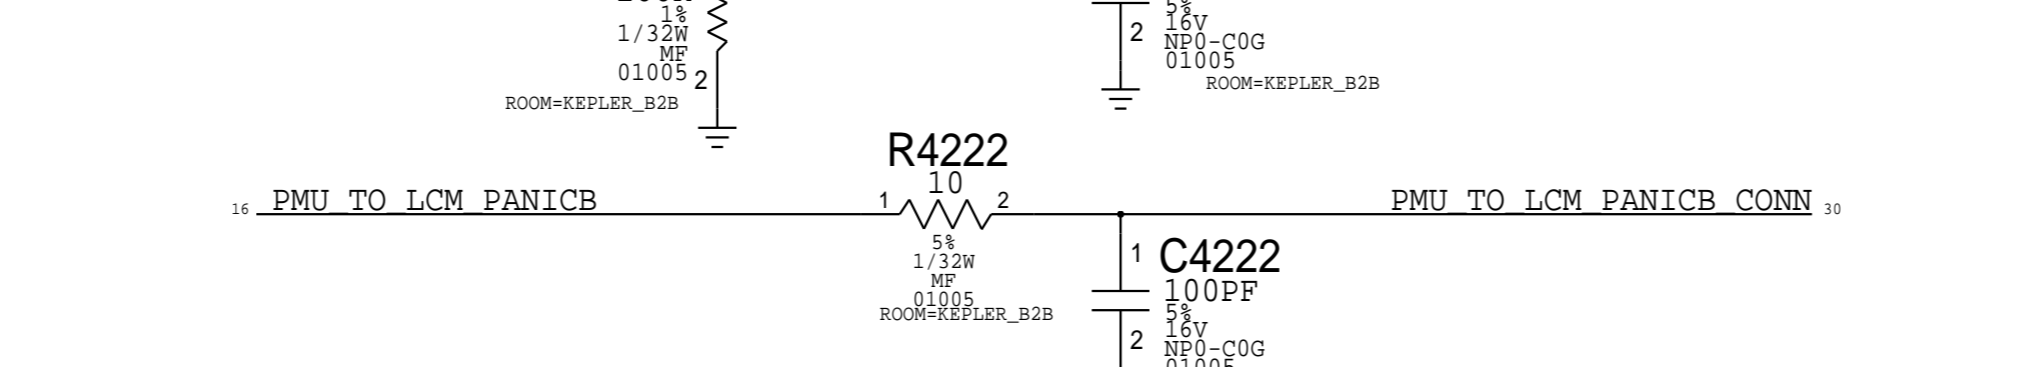 1%
1/32W
MF
01005
2
ROOM=KEPLER_B2B
5%
16V
2
NP0-C0G
01005
ROOM=KEPLER_B2B
R4222
10
16
PMU_TO_LCM_PANICB
1
2
PMU_TO_LCM_PANICB_CONN
30
5%
1/32W
MF
01005
ROOM=KEPLER_B2B
1
C4222
100PF
5%
16V
2
NP0-C0G
01005